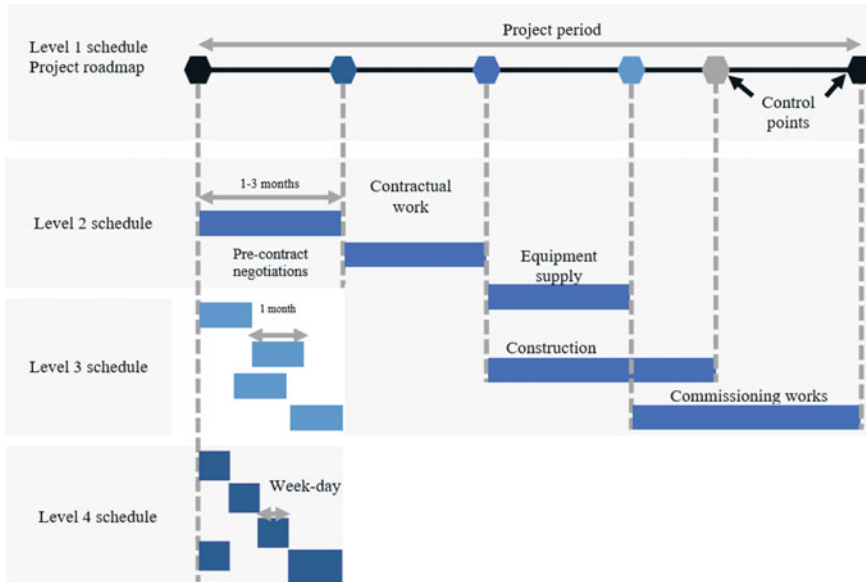 Level 1 schedule
Project roadmap
Project period
Control
points
Level 2 schedule
1-3 months
Contractual
work
Pre-contract
negotiations
Equipment
supply
Level 3 schedule
1 month
Construction
Commissioning works
Level 4 schedule
Week-day